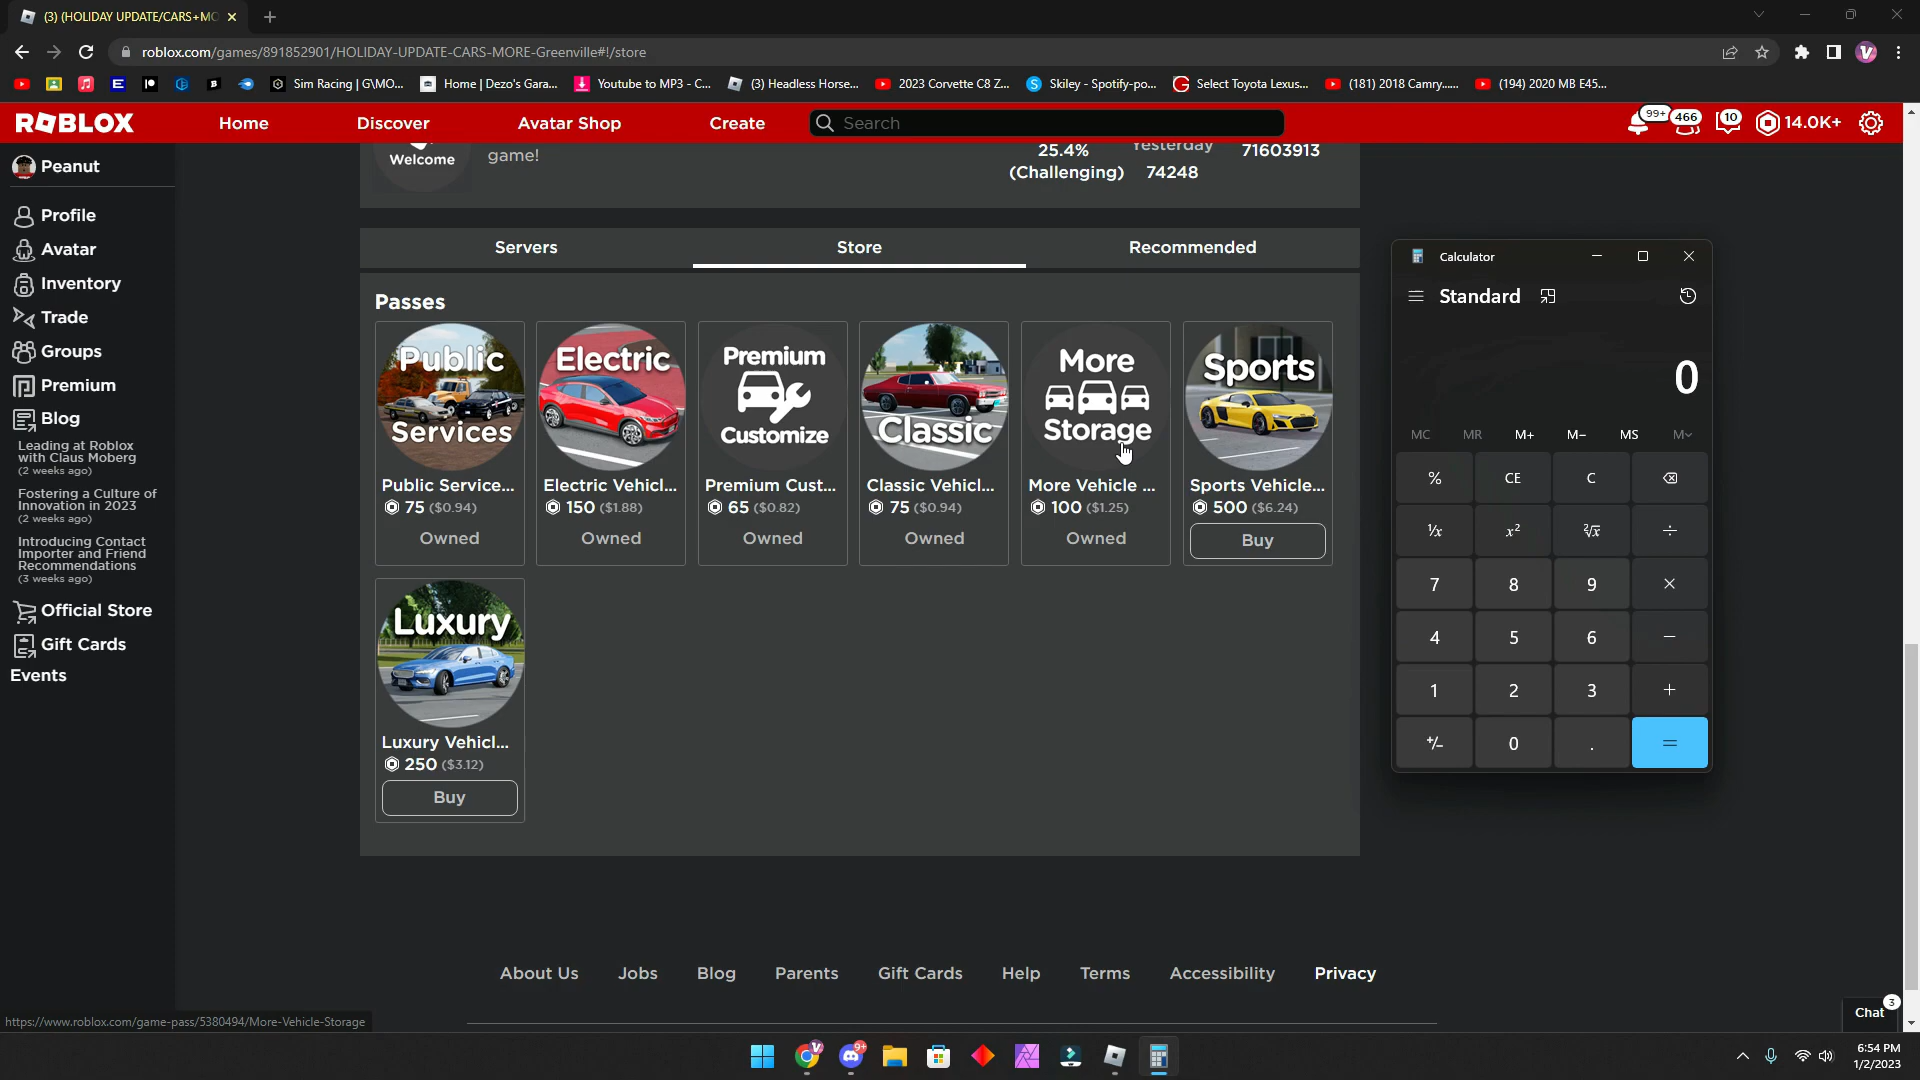 (3) (HOLIDAY UPDATE/CARS+MO
roblox.com/games/891852901/HOLIDAY-UPDATE-CARS-MORE-Greenville#!/store
Sim Racing | G\MO...
Home | Dezo's Gara...
Youtube to MP3 - C...
(3) Headless Horse...
2023 Corvette C8 Z...
Skiley - Spotify-po...
Select Toyota Lexus...
(181) 2018 Camry......
(194) 2020 MB E45...
ROBLOX
Home
Discover
Avatar Shop
Create
Search
99+
466
10
14.0K+
Peanut
Profile
Avatar
Inventory
Trade
Groups
Premium
Blog
Leading at Roblox
with Claus Moberg
(2 weeks ago)
Fostering a Culture of
Innovation in 2023
(2 weeks ago)
Introducing Contact
Importer and Friend
Recommendations
(3 weeks ago)
Official Store
Gift Cards
Events
Welcome
game!
25.4%
(Challenging)
Yesterday
74248
71603913
Servers
Store
Recommended
Passes
Public
Services
Public Service...
75 ($0.94)
Owned
Electric
Electric Vehicl...
150 ($1.88)
Owned
Premium
Customize
Premium Cust...
65 ($0.82)
Owned
Classic
Classic Vehicl...
75 ($0.94)
Owned
More
Storage
More Vehicle ...
100 ($1.25)
Owned
Sports
Sports Vehicle...
500 ($6.24)
Buy
Luxury
Luxury Vehicl...
250 ($3.12)
Buy
Calculator
Standard
0
MC MR M+ M− MS M
% CE C
¹/x x² ²√x ÷
7 8 9 ×
4 5 6 −
1 2 3 +
+/− 0 . =
About Us
Jobs
Blog
Parents
Gift Cards
Help
Terms
Accessibility
Privacy
Chat
3
https://www.roblox.com/game-pass/5380494/More-Vehicle-Storage
9+
6:54 PM
1/2/2023